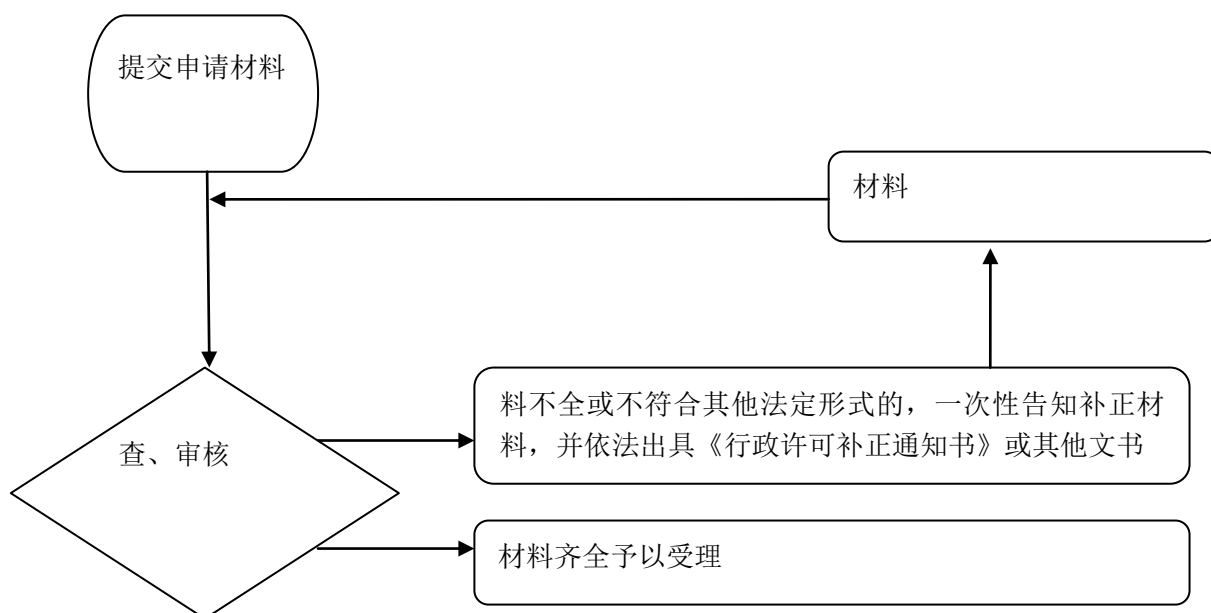 提交申请材料
材料
料不全或不符合其他法定形式的，一次性告知补正材
料，并依法出具《行政许可补正通知书》或其他文书
查、审核
材料齐全予以受理